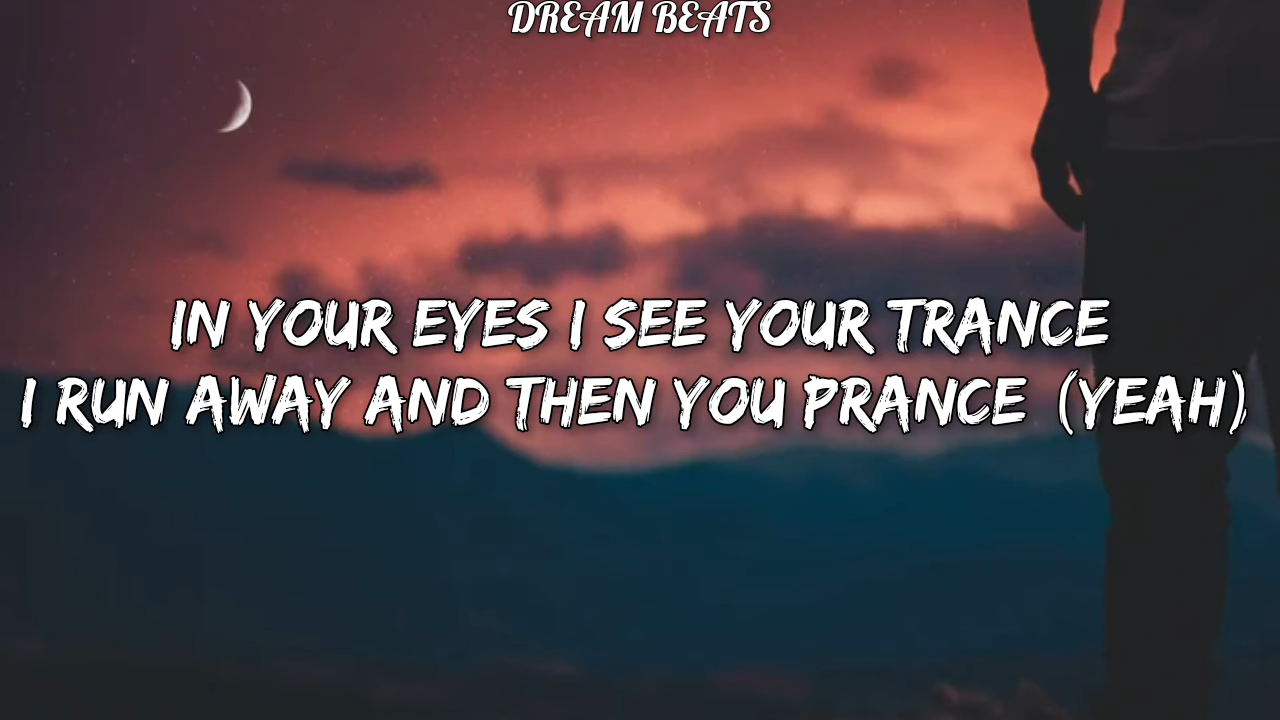 DREAM BEATS
IN YOUR EYES I SEE YOUR TRANCE
I RUN AWAY AND THEN YOU PRANCE (YEAH)